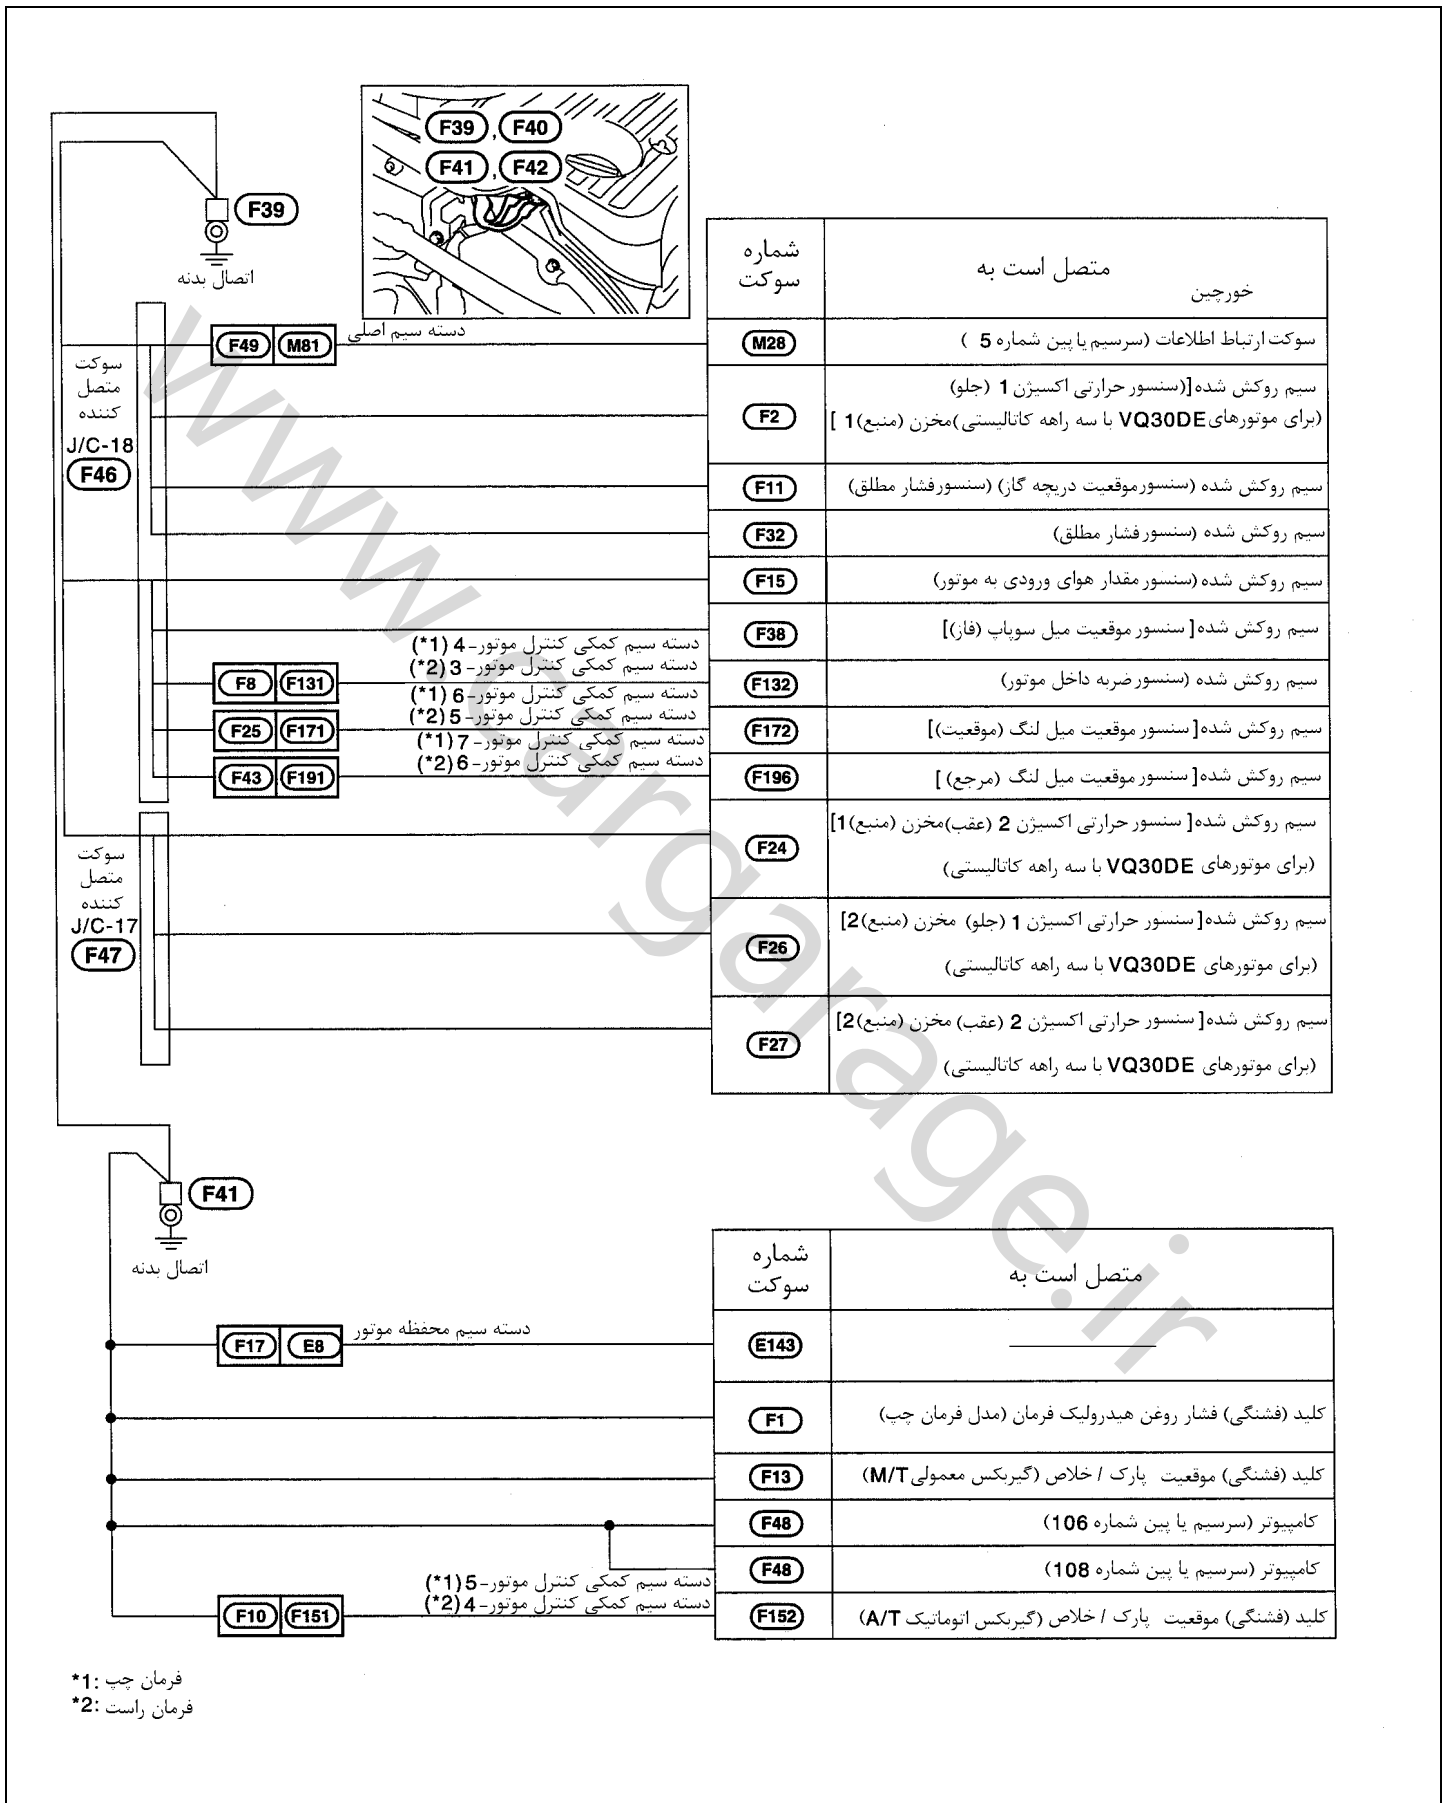 F39 , F40
F41 , F42
F39
اتصال بدنه
شماره سوکت
متصل است به
خورچین
دسته سیم اصلی
F49 M81
M28
سوکت ارتباط اطلاعات (سرسیم یا پین شماره 5 )
سوکت
متصل
کننده
J/C-18
F46
F2
سیم روکش شده [(سنسور حرارتی اکسیژن 1 (جلو)
(برای موتورهای VQ30DE با سه راهه کاتالیستی)مخزن (منبع)1 ]
F11
سیم روکش شده (سنسورموقعیت دریچه گاز) (سنسورفشار مطلق)
F32
سیم روکش شده (سنسور فشار مطلق)
F15
سیم روکش شده (سنسور مقدار هوای ورودی به موتور)
F38
سیم روکش شده [سنسور موقعیت میل سوپاپ (فاز)]
دسته سیم کمکی کنترل موتور-4 (*1)
دسته سیم کمکی کنترل موتور-3 (*2)
F8 F131
F132
سیم روکش شده (سنسور ضربه داخل موتور)
دسته سیم کمکی کنترل موتور-6 (*1)
دسته سیم کمکی کنترل موتور-5 (*2)
F25 F171
F172
سیم روکش شده [سنسور موقعیت میل لنگ (موقعیت)]
دسته سیم کمکی کنترل موتور-7 (*1)
دسته سیم کمکی کنترل موتور-6 (*2)
F43 F191
F196
سیم روکش شده [سنسور موقعیت میل لنگ (مرجع) ]
سوکت
متصل
کننده
J/C-17
F47
F24
سیم روکش شده [سنسور حرارتی اکسیژن 2 (عقب)مخزن (منبع)1]
(برای موتورهای VQ30DE با سه راهه کاتالیستی)
F26
سیم روکش شده [سنسور حرارتی اکسیژن 1 (جلو) مخزن (منبع)2]
(برای موتورهای VQ30DE با سه راهه کاتالیستی)
F27
سیم روکش شده [سنسور حرارتی اکسیژن 2 (عقب) مخزن (منبع)2]
(برای موتورهای VQ30DE با سه راهه کاتالیستی)
F41
اتصال بدنه
شماره سوکت
متصل است به
دسته سیم محفظه موتور
F17 E8
E143
F1
کلید (فشنگی) فشار روغن هیدرولیک فرمان (مدل فرمان چپ)
F13
کلید (فشنگی) موقعیت پارک / خلاص (گیربکس معمولی M/T)
F48
کامپیوتر (سرسیم یا پین شماره 106)
F48
کامپیوتر (سرسیم یا پین شماره 108)
دسته سیم کمکی کنترل موتور-5 (*1)
دسته سیم کمکی کنترل موتور-4 (*2)
F10 F151
F152
کلید (فشنگی) موقعیت پارک / خلاص (گیربکس اتوماتیک A/T)
*1: فرمان چپ
*2: فرمان راست
www.cargarage.ir